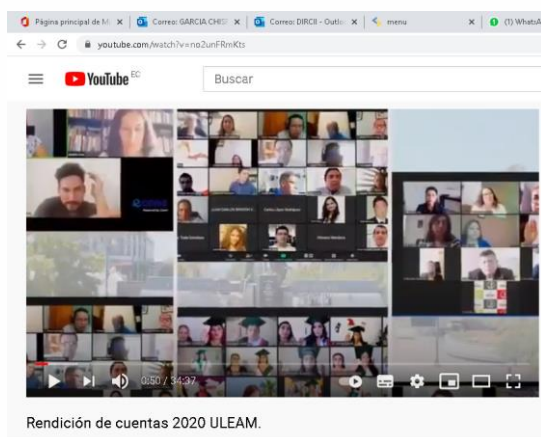 Página principal de M
Correo: GARCIA CHIS
Correo: DIRCII - Outlo
menu
(1) WhatsA
youtube.com/watch?v=no2unFRmKts
YouTube EC
Buscar
0:50 / 34:37
Rendición de cuentas 2020 ULEAM.